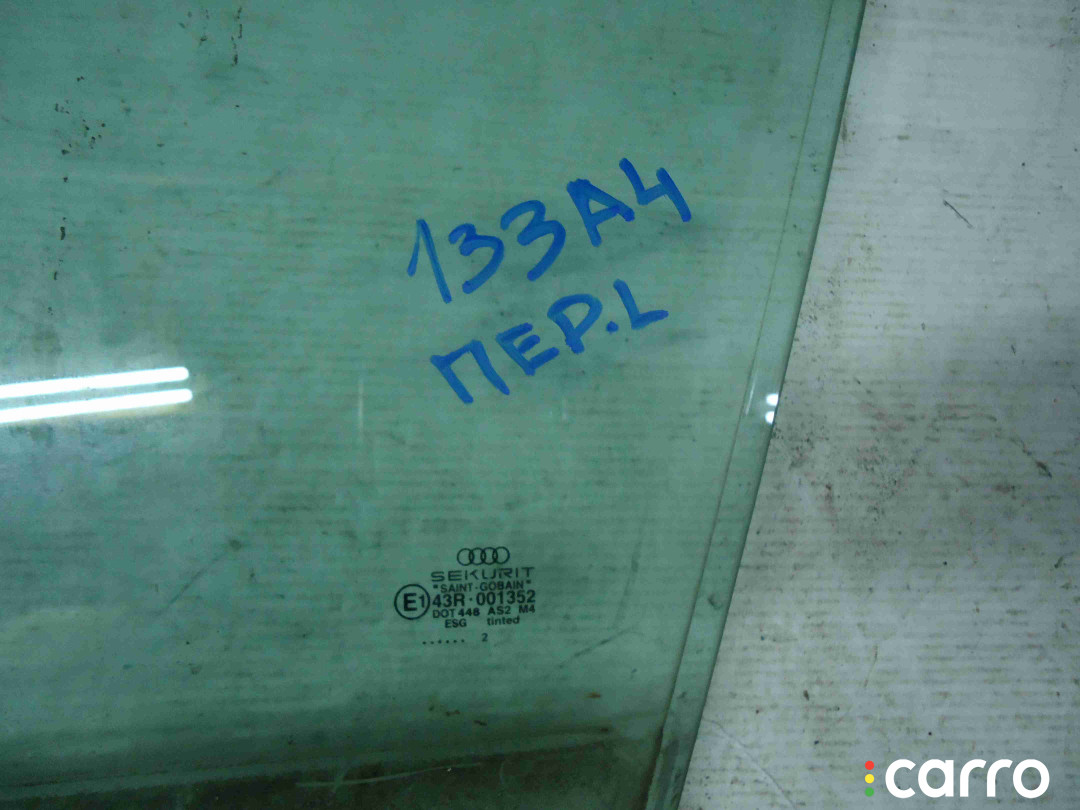 133A4
ПЕР.L
SEKURIT
"SAINT-GOBAIN"
E1 43R-001352
DOT 448 AS2 M4
ESG tinted
...... 2
carro